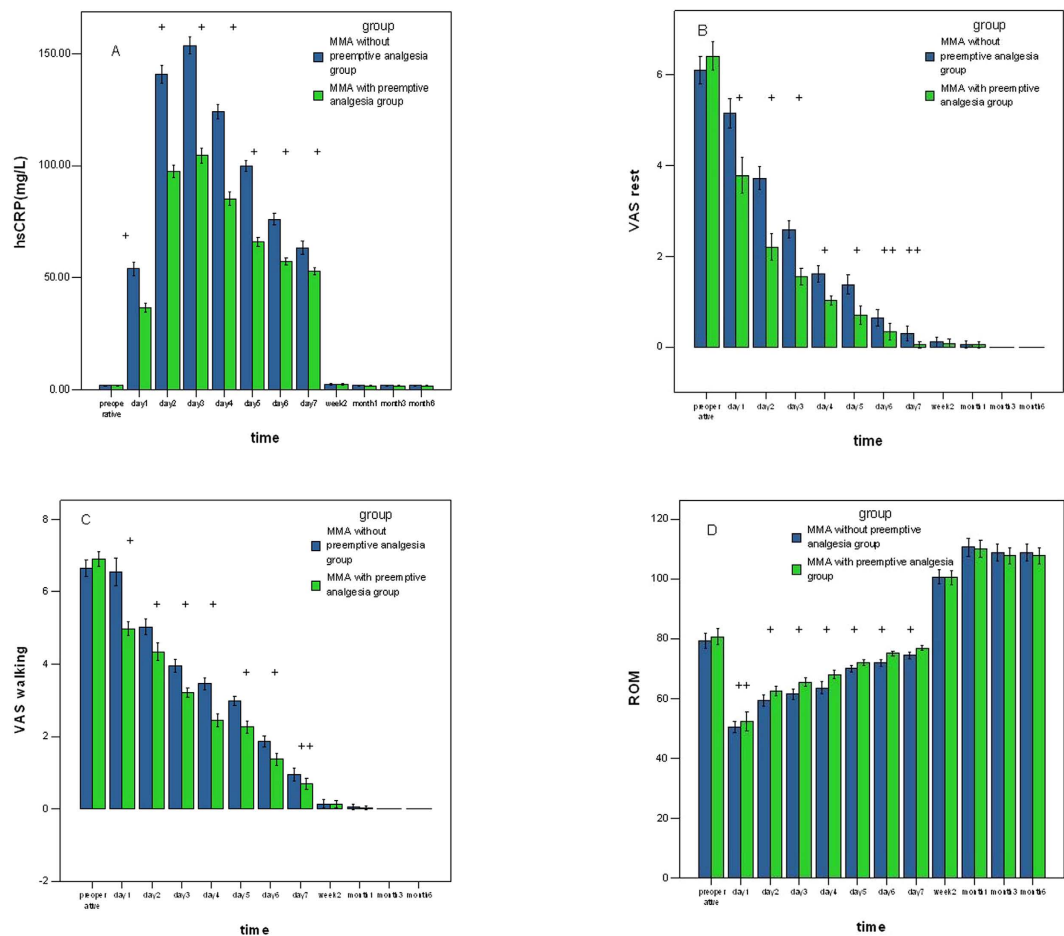 A
group
MMA without
preemptive analgesia
group
MMA with preemptive
analgesia group
+ + +
+ + +
+
150.00
100.00
50.00
0.00
hsCRP(mg/L)
preope
rative
day1 day2 day3 day4 day5 day6 day7 week2 month1 month3 month6
time
B
group
MMA without
preemptive analgesia
group
MMA with preemptive
analgesia group
+ + +
+ + ++ ++
6
4
2
0
VAS rest
preoper
ative
day1 day2 day3 day4 day5 day6 day7 week2 month1 month3 month6
time
C
group
MMA without
preemptive analgesia
group
MMA with preemptive
analgesia group
+
+ + +
+ +
++
8
6
4
2
0
-2
VAS walking
preoper
ative
day1 day2 day3 day4 day5 day6 day7 week2 month1 month3 month6
time
D
group
MMA without preemptive
analgesia group
MMA with preemptive analgesia
group
+ + + + + +
++
120
100
80
60
40
20
0
ROM
preoper
ative
day1 day2 day3 day4 day5 day6 day7 week2 month1 month3 month6
time